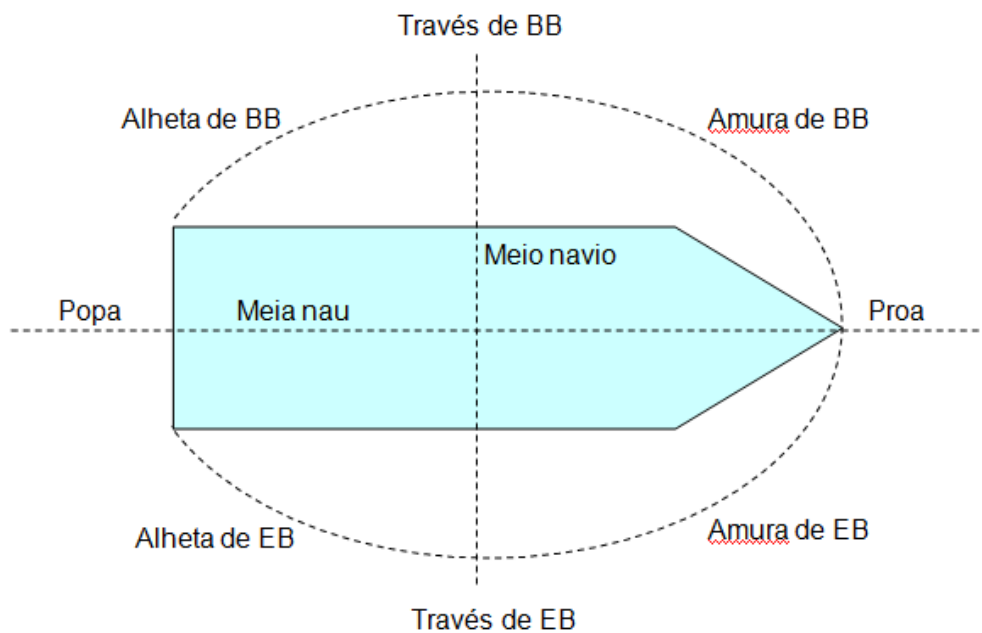 Través de BB
Alheta de BB
Amura de BB
Meio navio
Popa
Meia nau
Proa
Alheta de EB
Amura de EB
Través de EB